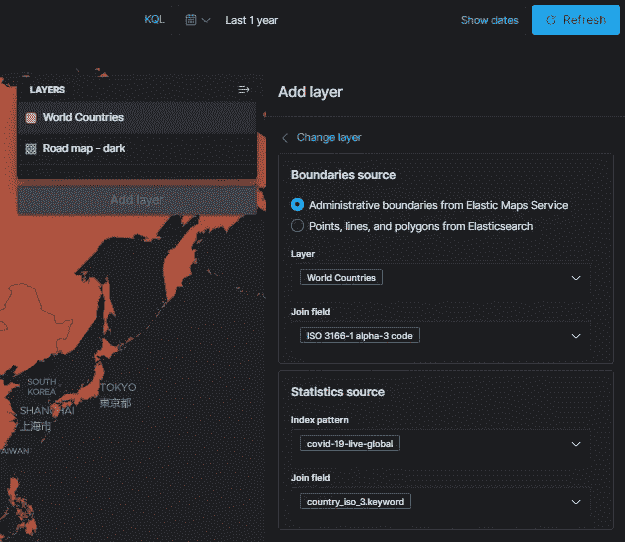 KQL
Last 1 year
Show dates
Refresh
LAYERS
World Countries
Road map - dark
Add layer
SOUTH
KOREA
TOKYO
東京都
SHANGHAI
上海市
AIWAN
Add layer
Change layer
Boundaries source
Administrative boundaries from Elastic Maps Service
Points, lines, and polygons from Elasticsearch
Layer
World Countries
Join field
ISO 3166-1 alpha-3 code
Statistics source
Index pattern
covid-19-live-global
Join field
country_iso_3.keyword